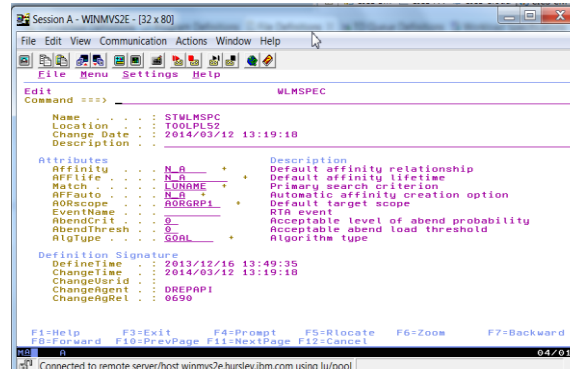 Session A - WINMVS2E - [32 x 80]
File Edit View Communication Actions Window Help
File Menu Settings Help
Edit WLMSPEC
Command ===> _
Name . . . . : STWLMSPC
Location . . : TOOLPL52
Change Date . : 2014/03/12 13:19:18
Description . .
Attributes Description
Affinity . . . . N_A + Default affinity relationship
AFFlife . . . . N_A + Default affinity lifetime
Match . . . . . LUNAME + Primary search criterion
AFFauto . . . . N_A + Automatic affinity creation option
AORscope . . . . AORGRP1 + Default target scope
EventName . . . RTA event
AbendCrit . . . 0 Acceptable level of abend probability
AbendThresh . . 0 Acceptable abend load threshold
AlgType . . . . GOAL + Algorithm type
Definition Signature
DefineTime . : 2013/12/16 13:49:35
ChangeTime . : 2014/03/12 13:19:18
ChangeUsrid . :
ChangeAgent . : DREPAPI
ChangeAgRel . : 0690
F1=Help F3=Exit F4=Prompt F5=Rlocate F6=Zoom F7=Backward
F8=Forward F10=PrevPage F11=NextPage F12=Cancel
MA A 04/01
Connected to remote server/host winmvs2e.hursley.ibm.com using lu/pool